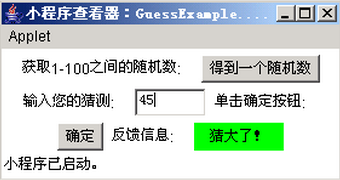 小程序查看器：GuessExample....
Applet
获取1-100之间的随机数: 得到一个随机数
输入您的猜测: 45 单击确定按钮:
确定 反馈信息: 猜大了!
小程序已启动。